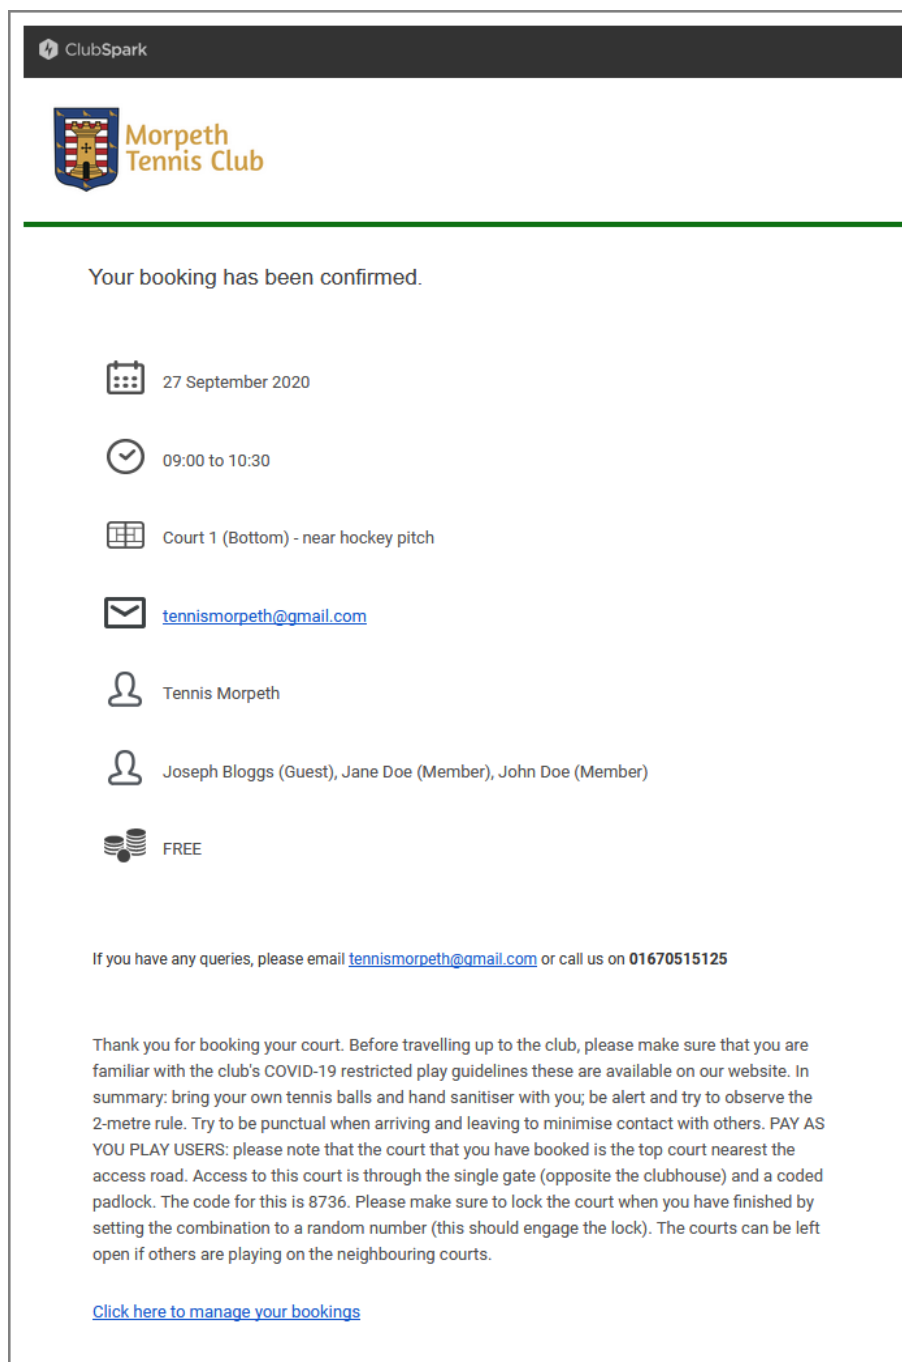 ClubSpark
Morpeth
Tennis Club
Your booking has been confirmed.
27 September 2020
09:00 to 10:30
Court 1 (Bottom) - near hockey pitch
tennismorpeth@gmail.com
Tennis Morpeth
Joseph Bloggs (Guest), Jane Doe (Member), John Doe (Member)
FREE
If you have any queries, please email tennismorpeth@gmail.com or call us on 01670515125
Thank you for booking your court. Before travelling up to the club, please make sure that you are
familiar with the club's COVID-19 restricted play guidelines these are available on our website. In
summary: bring your own tennis balls and hand sanitiser with you; be alert and try to observe the
2-metre rule. Try to be punctual when arriving and leaving to minimise contact with others. PAY AS
YOU PLAY USERS: please note that the court that you have booked is the top court nearest the
access road. Access to this court is through the single gate (opposite the clubhouse) and a coded
padlock. The code for this is 8736. Please make sure to lock the court when you have finished by
setting the combination to a random number (this should engage the lock). The courts can be left
open if others are playing on the neighbouring courts.
Click here to manage your bookings